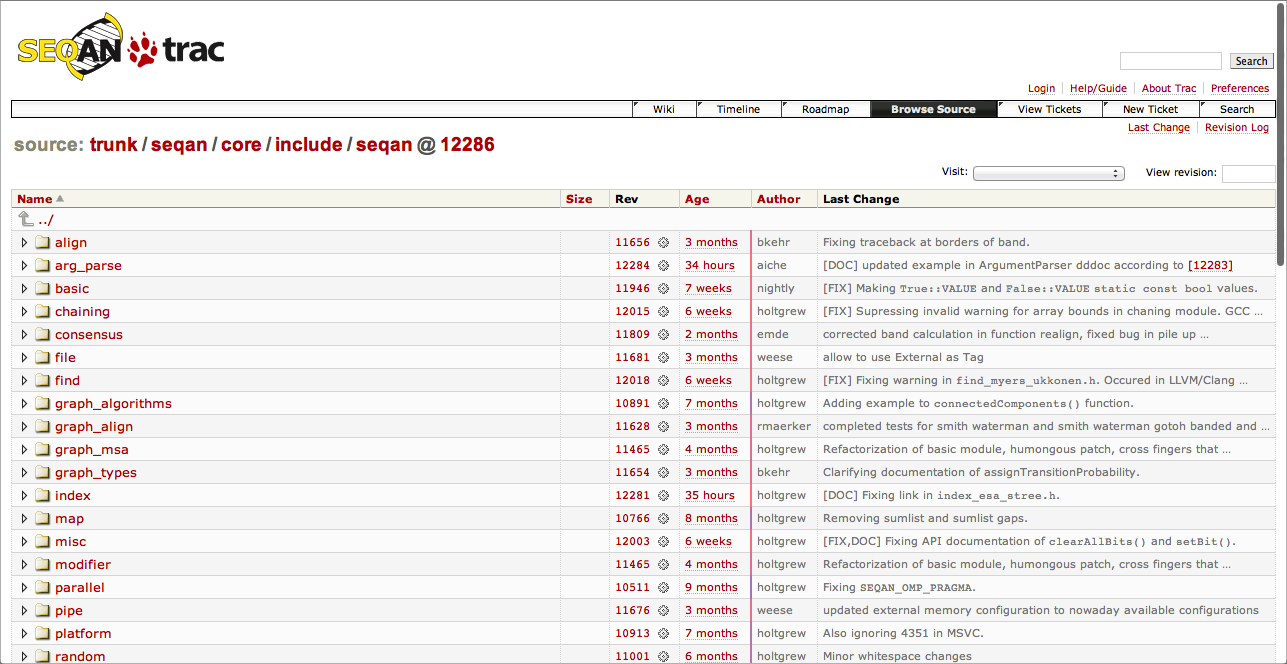 SEQAN trac
Search
Login Help/Guide About Trac Preferences
Wiki Timeline Roadmap Browse Source View Tickets New Ticket Search
Last Change Revision Log
source: trunk / seqan / core / include / seqan @ 12286
Visit: View revision:
Name Size Rev Age Author Last Change
../
align 11656 3 months bkehr Fixing traceback at borders of band.
arg_parse 12284 34 hours aiche [DOC] updated example in ArgumentParser dddoc according to [12283]
basic 11946 7 weeks nightly [FIX] Making True::VALUE and False::VALUE static const bool values.
chaining 12015 6 weeks holtgrew [FIX] Supressing invalid warning for array bounds in chaning module. GCC ...
consensus 11809 2 months emde corrected band calculation in function realign, fixed bug in pile up ...
file 11681 3 months weese allow to use External as Tag
find 12018 6 weeks holtgrew [FIX] Fixing warning in find_myers_ukkonen.h. Occured in LLVM/Clang ...
graph_algorithms 10891 7 months holtgrew Adding example to connectedComponents() function.
graph_align 11628 3 months rmaerker completed tests for smith waterman and smith waterman gotoh banded and ...
graph_msa 11465 4 months holtgrew Refactorization of basic module, humongous patch, cross fingers that ...
graph_types 11654 3 months bkehr Clarifying documentation of assignTransitionProbability.
index 12281 35 hours holtgrew [DOC] Fixing link in index_esa_stree.h.
map 10766 8 months holtgrew Removing sumlist and sumlist gaps.
misc 12003 6 weeks holtgrew [FIX,DOC] Fixing API documentation of clearAllBits() and setBit().
modifier 11465 4 months holtgrew Refactorization of basic module, humongous patch, cross fingers that ...
parallel 10511 9 months holtgrew Fixing SEQAN_OMP_PRAGMA.
pipe 11676 3 months weese updated external memory configuration to nowaday available configurations
platform 10913 7 months holtgrew Also ignoring 4351 in MSVC.
random 11001 6 months holtgrew Minor whitespace changes